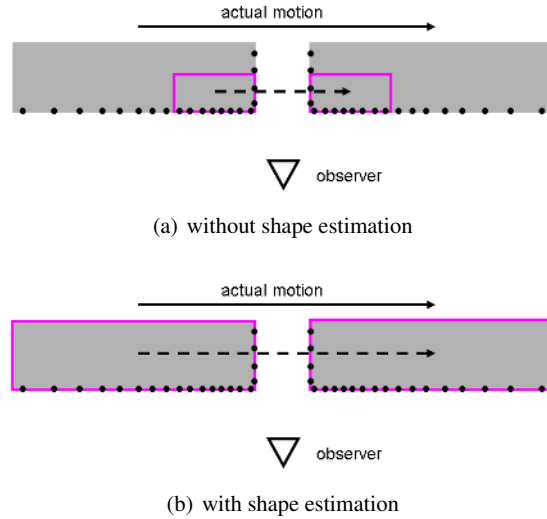 actual motion
observer
(a) without shape estimation
actual motion
observer
(b) with shape estimation